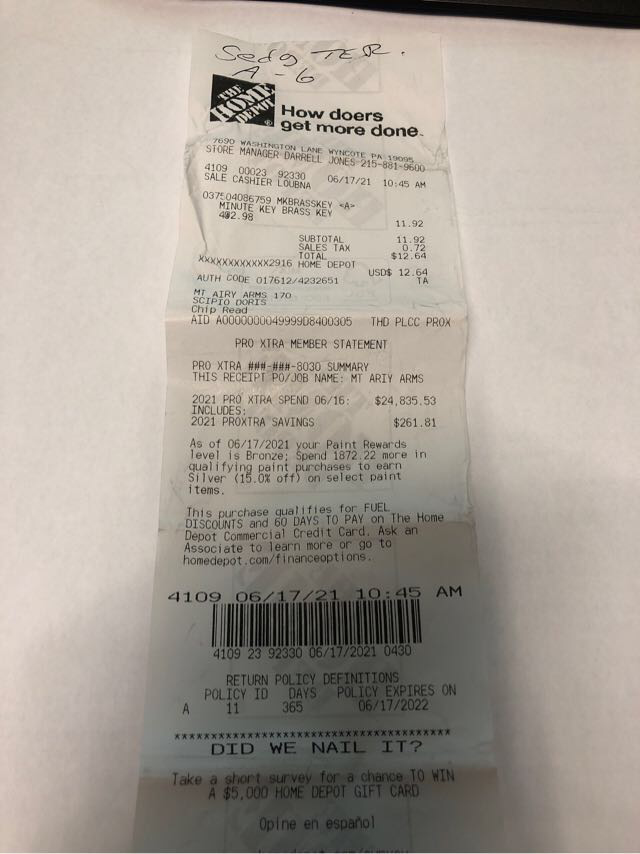 Sedg TER.
A - 6
THE HOME DEPOT ®
How doers
get more done™
7690 WASHINGTON LANE WYNCOTE PA 19095
STORE MANAGER DARRELL JONES 215-881-9600
4109 00023 92330 06/17/21 10:45 AM
SALE CASHIER LOUBNA
037504086759 MKBRASSKEY <A>
MINUTE KEY BRASS KEY
4@2.98 11.92
SUBTOTAL 11.92
SALES TAX 0.72
TOTAL $12.64
XXXXXXXXXXXX2916 HOME DEPOT
USD$ 12.64
AUTH CODE 017612/4232651 TA
MT AIRY ARMS 170
SCIPIO DORIS
Chip Read
AID A0000000049999D8400305 THD PLCC PROX
PRO XTRA MEMBER STATEMENT
PRO XTRA ###-###-8030 SUMMARY
THIS RECEIPT PO/JOB NAME: MT ARIY ARMS
2021 PRO XTRA SPEND 06/16: $24,835.53
INCLUDES:
2021 PROXTRA SAVINGS $261.81
As of 06/17/2021 your Paint Rewards
level is Bronze; Spend 1872.22 more in
qualifying paint purchases to earn
Silver (15.0% off) on select paint
items.
This purchase qualifies for FUEL
DISCOUNTS and 60 DAYS TO PAY on The Home
Depot Commercial Credit Card. Ask an
Associate to learn more or go to
homedepot.com/financeoptions.
4109 06/17/21 10:45 AM
4109 23 92330 06/17/2021 0430
RETURN POLICY DEFINITIONS
POLICY ID DAYS POLICY EXPIRES ON
A 11 365 06/17/2022
****************************************
DID WE NAIL IT?
Take a short survey for a chance TO WIN
A $5,000 HOME DEPOT GIFT CARD
Opine en español